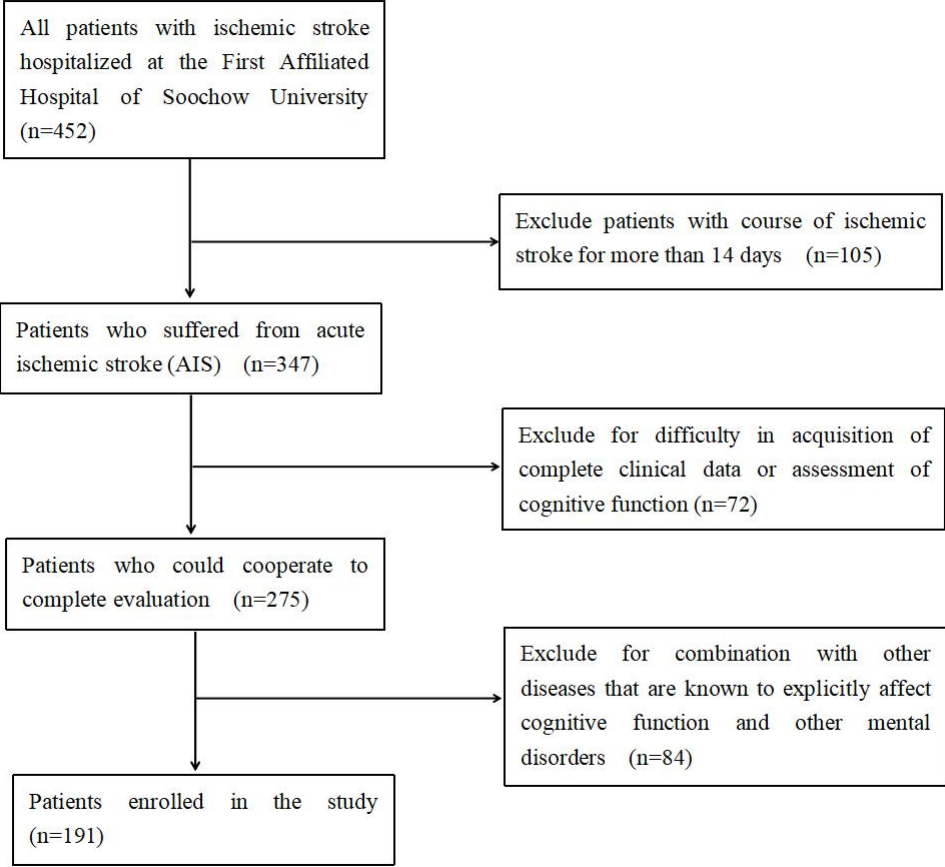 All patients with ischemic stroke
hospitalized at the First Affiliated
Hospital of Soochow University
(n=452)
Exclude patients with course of ischemic
stroke for more than 14 days (n=105)
Patients who suffered from acute
ischemic stroke (AIS) (n=347)
Exclude for difficulty in acquisition of
complete clinical data or assessment of
cognitive function (n=72)
Patients who could cooperate to
complete evaluation (n=275)
Exclude for combination with other
diseases that are known to explicitly affect
cognitive function and other mental
disorders (n=84)
Patients enrolled in the study
(n=191)